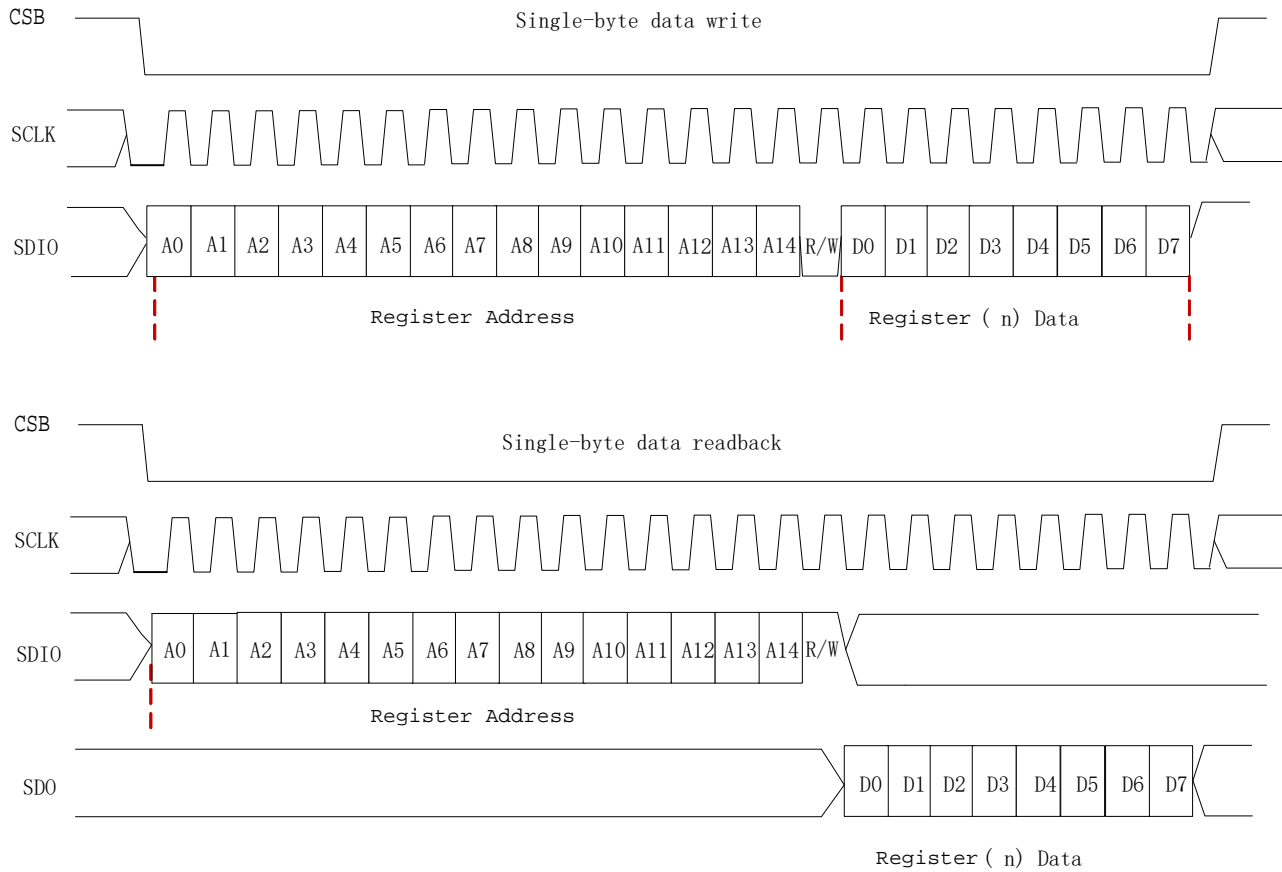 CSB
Single-byte data write
SCLK
SDIO
A0 A1 A2 A3 A4 A5 A6 A7 A8 A9 A10 A11 A12 A13 A14 R/W D0 D1 D2 D3 D4 D5 D6 D7
Register Address
Register ( n) Data
CSB
Single-byte data readback
SCLK
SDIO
A0 A1 A2 A3 A4 A5 A6 A7 A8 A9 A10 A11 A12 A13 A14 R/W
Register Address
SDO
D0 D1 D2 D3 D4 D5 D6 D7
Register ( n) Data